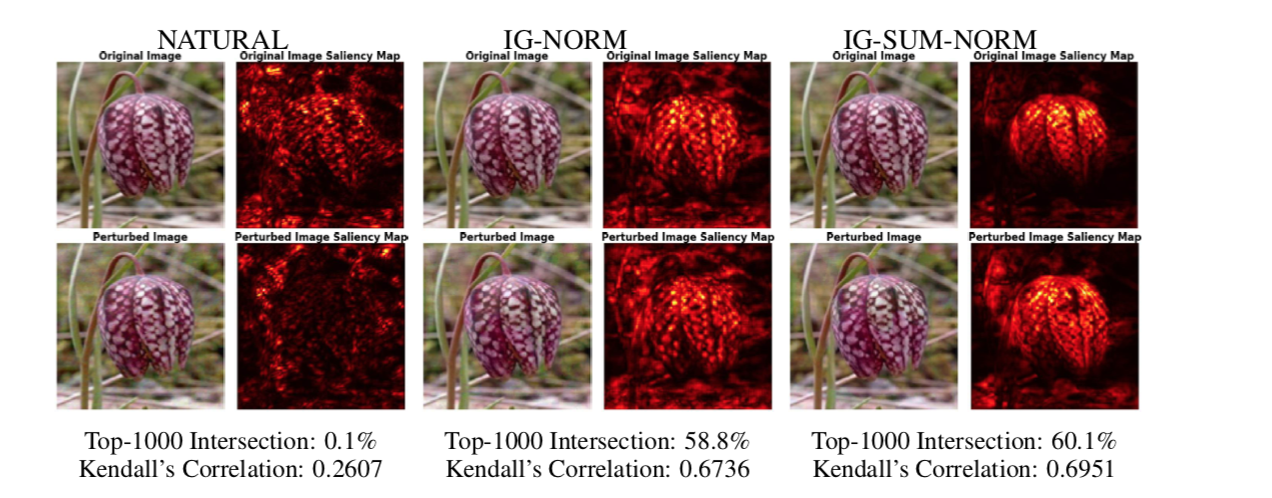 NATURAL
IG-NORM
IG-SUM-NORM
Original Image
Original Image Saliency Map
Original Image
Original Image Saliency Map
Original Image
Original Image Saliency Map
Perturbed Image
Perturbed Image Saliency Map
Perturbed Image
Perturbed Image Saliency Map
Perturbed Image
Perturbed Image Saliency Map
Top-1000 Intersection: 0.1%
Kendall's Correlation: 0.2607
Top-1000 Intersection: 58.8%
Kendall's Correlation: 0.6736
Top-1000 Intersection: 60.1%
Kendall's Correlation: 0.6951